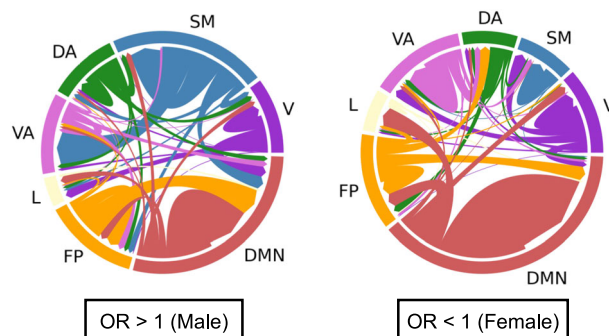 SM
DA
V
VA
L
FP
DMN
OR > 1 (Male)
DA
SM
VA
V
L
FP
DMN
OR < 1 (Female)